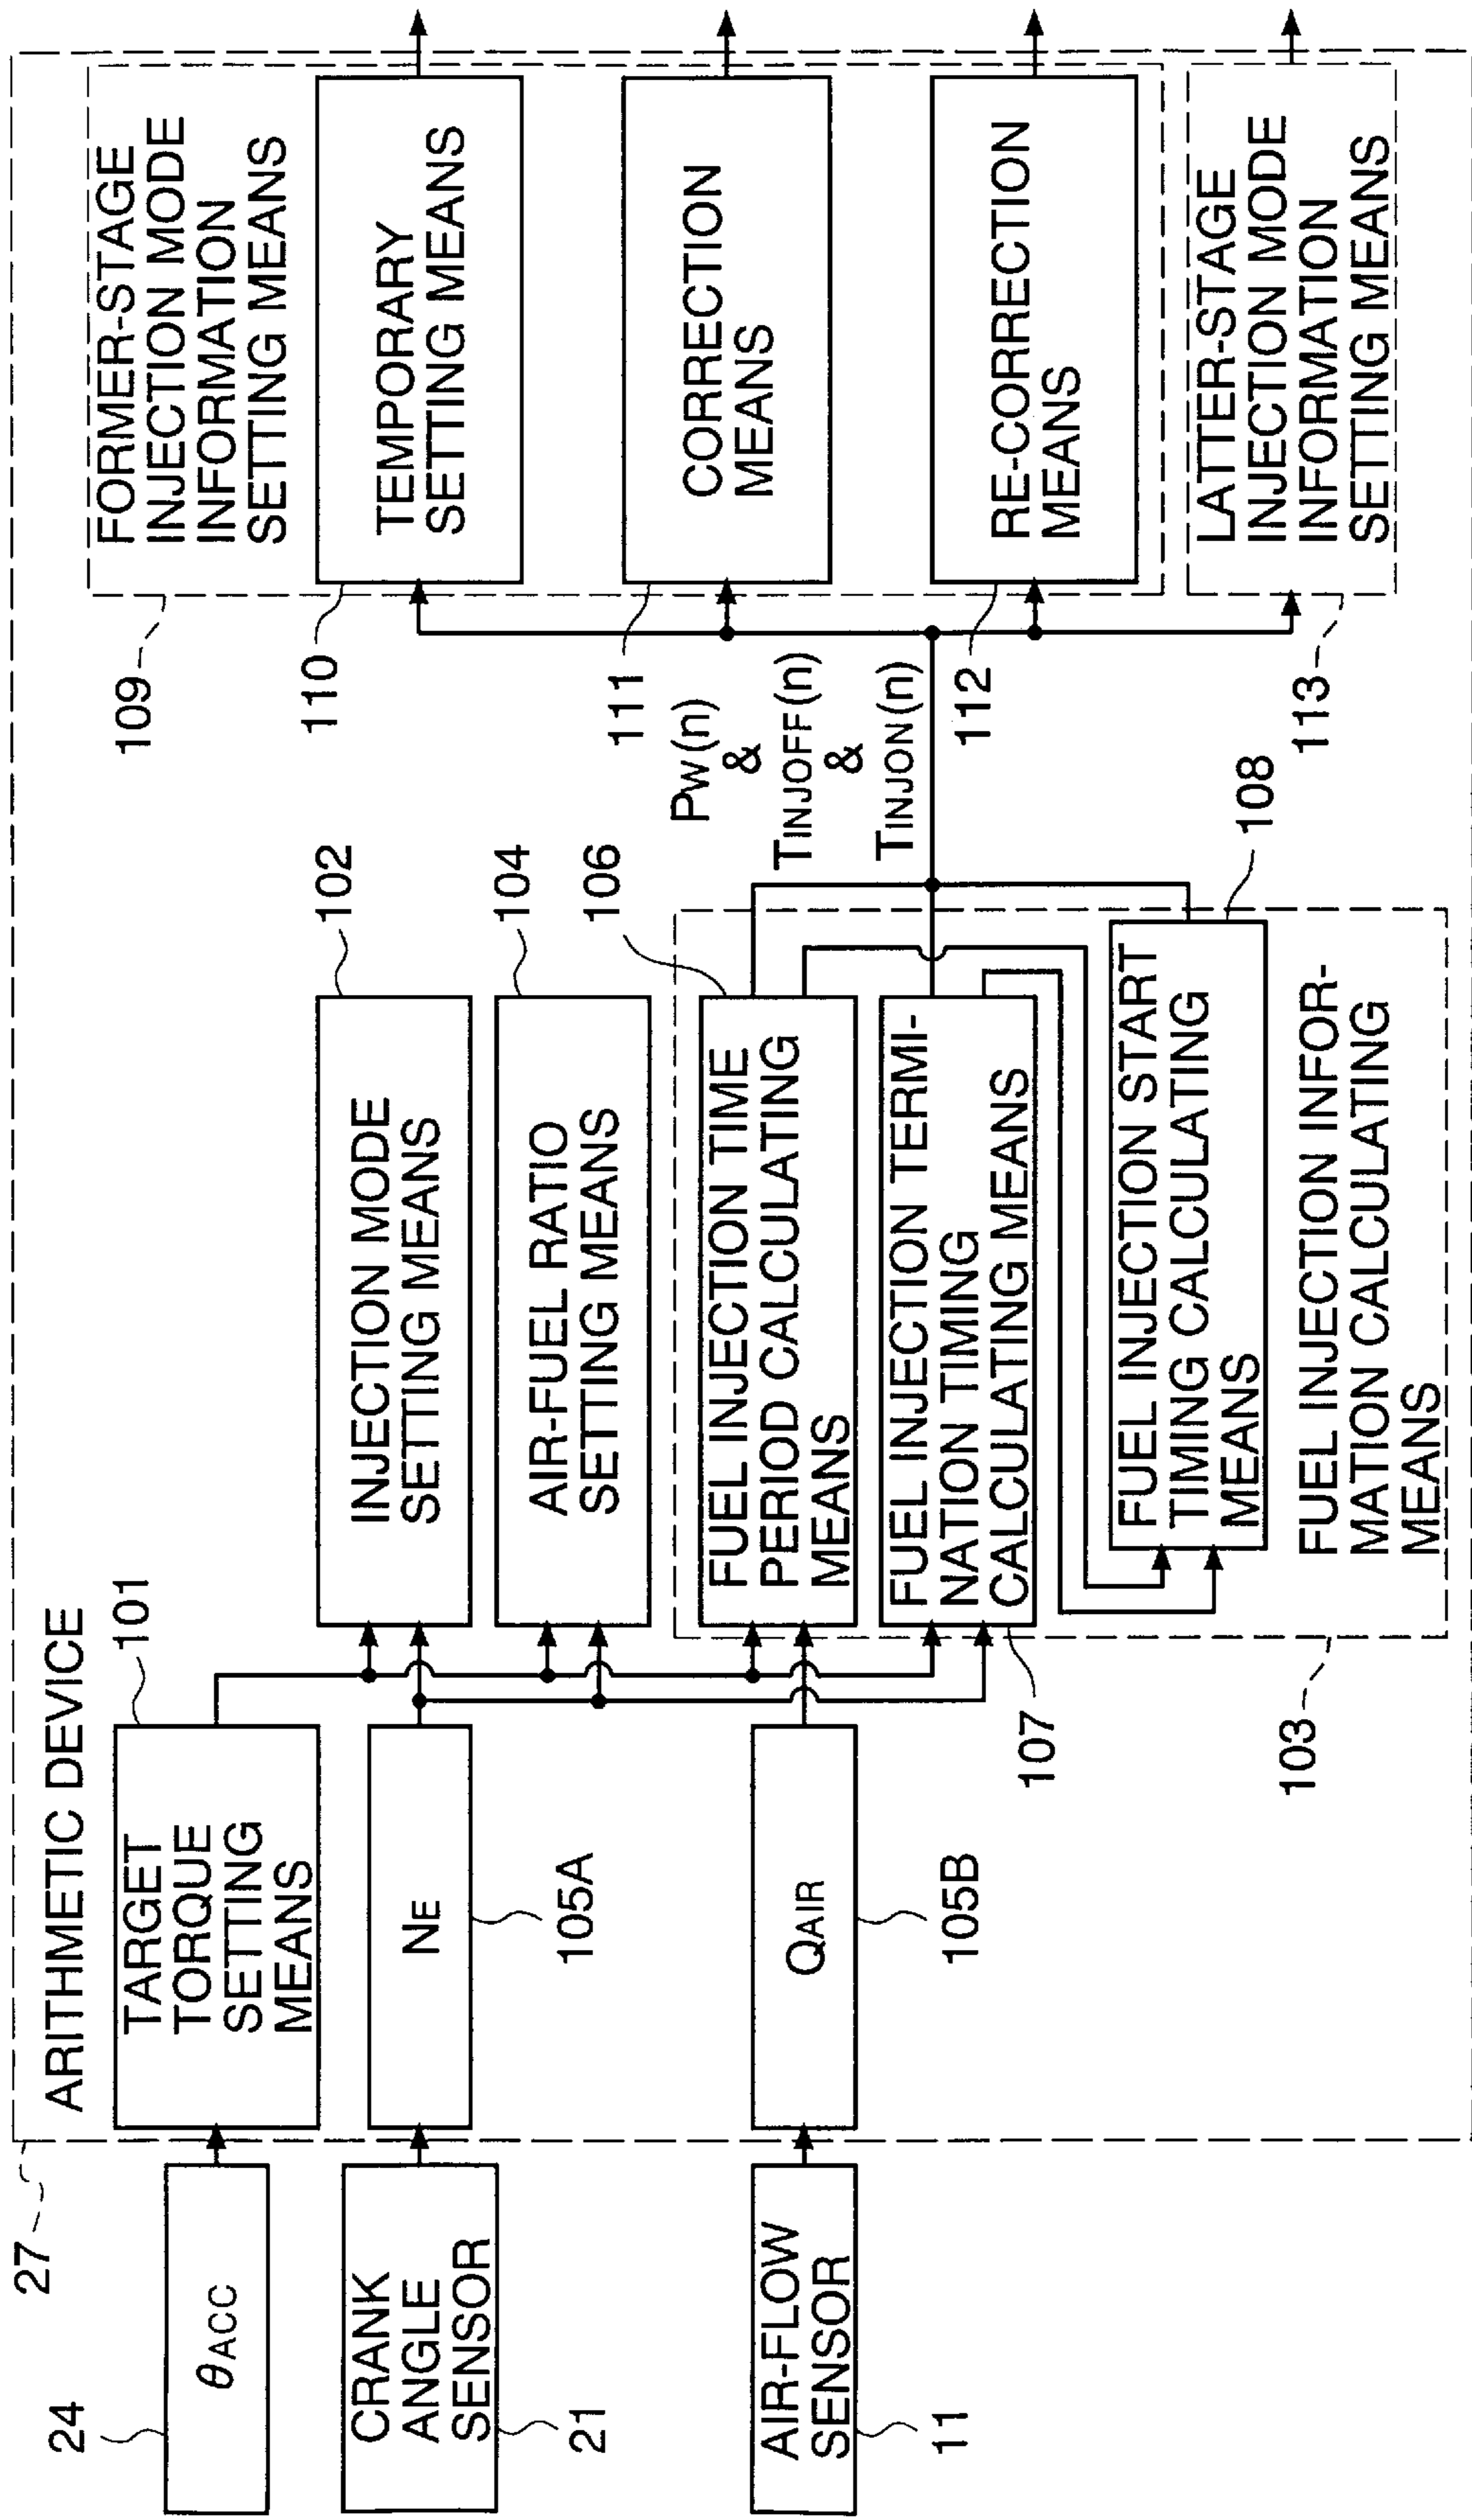 27
ARITHMETIC DEVICE
24
θACC
CRANK
ANGLE
SENSOR
21
AIR-FLOW
SENSOR
11
101
TARGET
TORQUE
SETTING
MEANS
NE
105A
QAIR
105B
102
INJECTION MODE
SETTING MEANS
104
AIR-FUEL RATIO
SETTING MEANS
106
FUEL INJECTION TIME
PERIOD CALCULATING
MEANS
FUEL INJECTION TERMI-
NATION TIMING
CALCULATING MEANS
107
108
FUEL INJECTION START
TIMING CALCULATING
MEANS
FUEL INJECTION INFOR-
MATION CALCULATING
MEANS
103
PW(n)
&
TINJOFF(n)
&
TINJON(n)
109
FORMER-STAGE
INJECTION MODE
INFORMATION
SETTING MEANS
110
TEMPORARY
SETTING MEANS
111
CORRECTION
MEANS
112
RE-CORRECTION
MEANS
113
LATTER-STAGE
INJECTION MODE
INFORMATION
SETTING MEANS